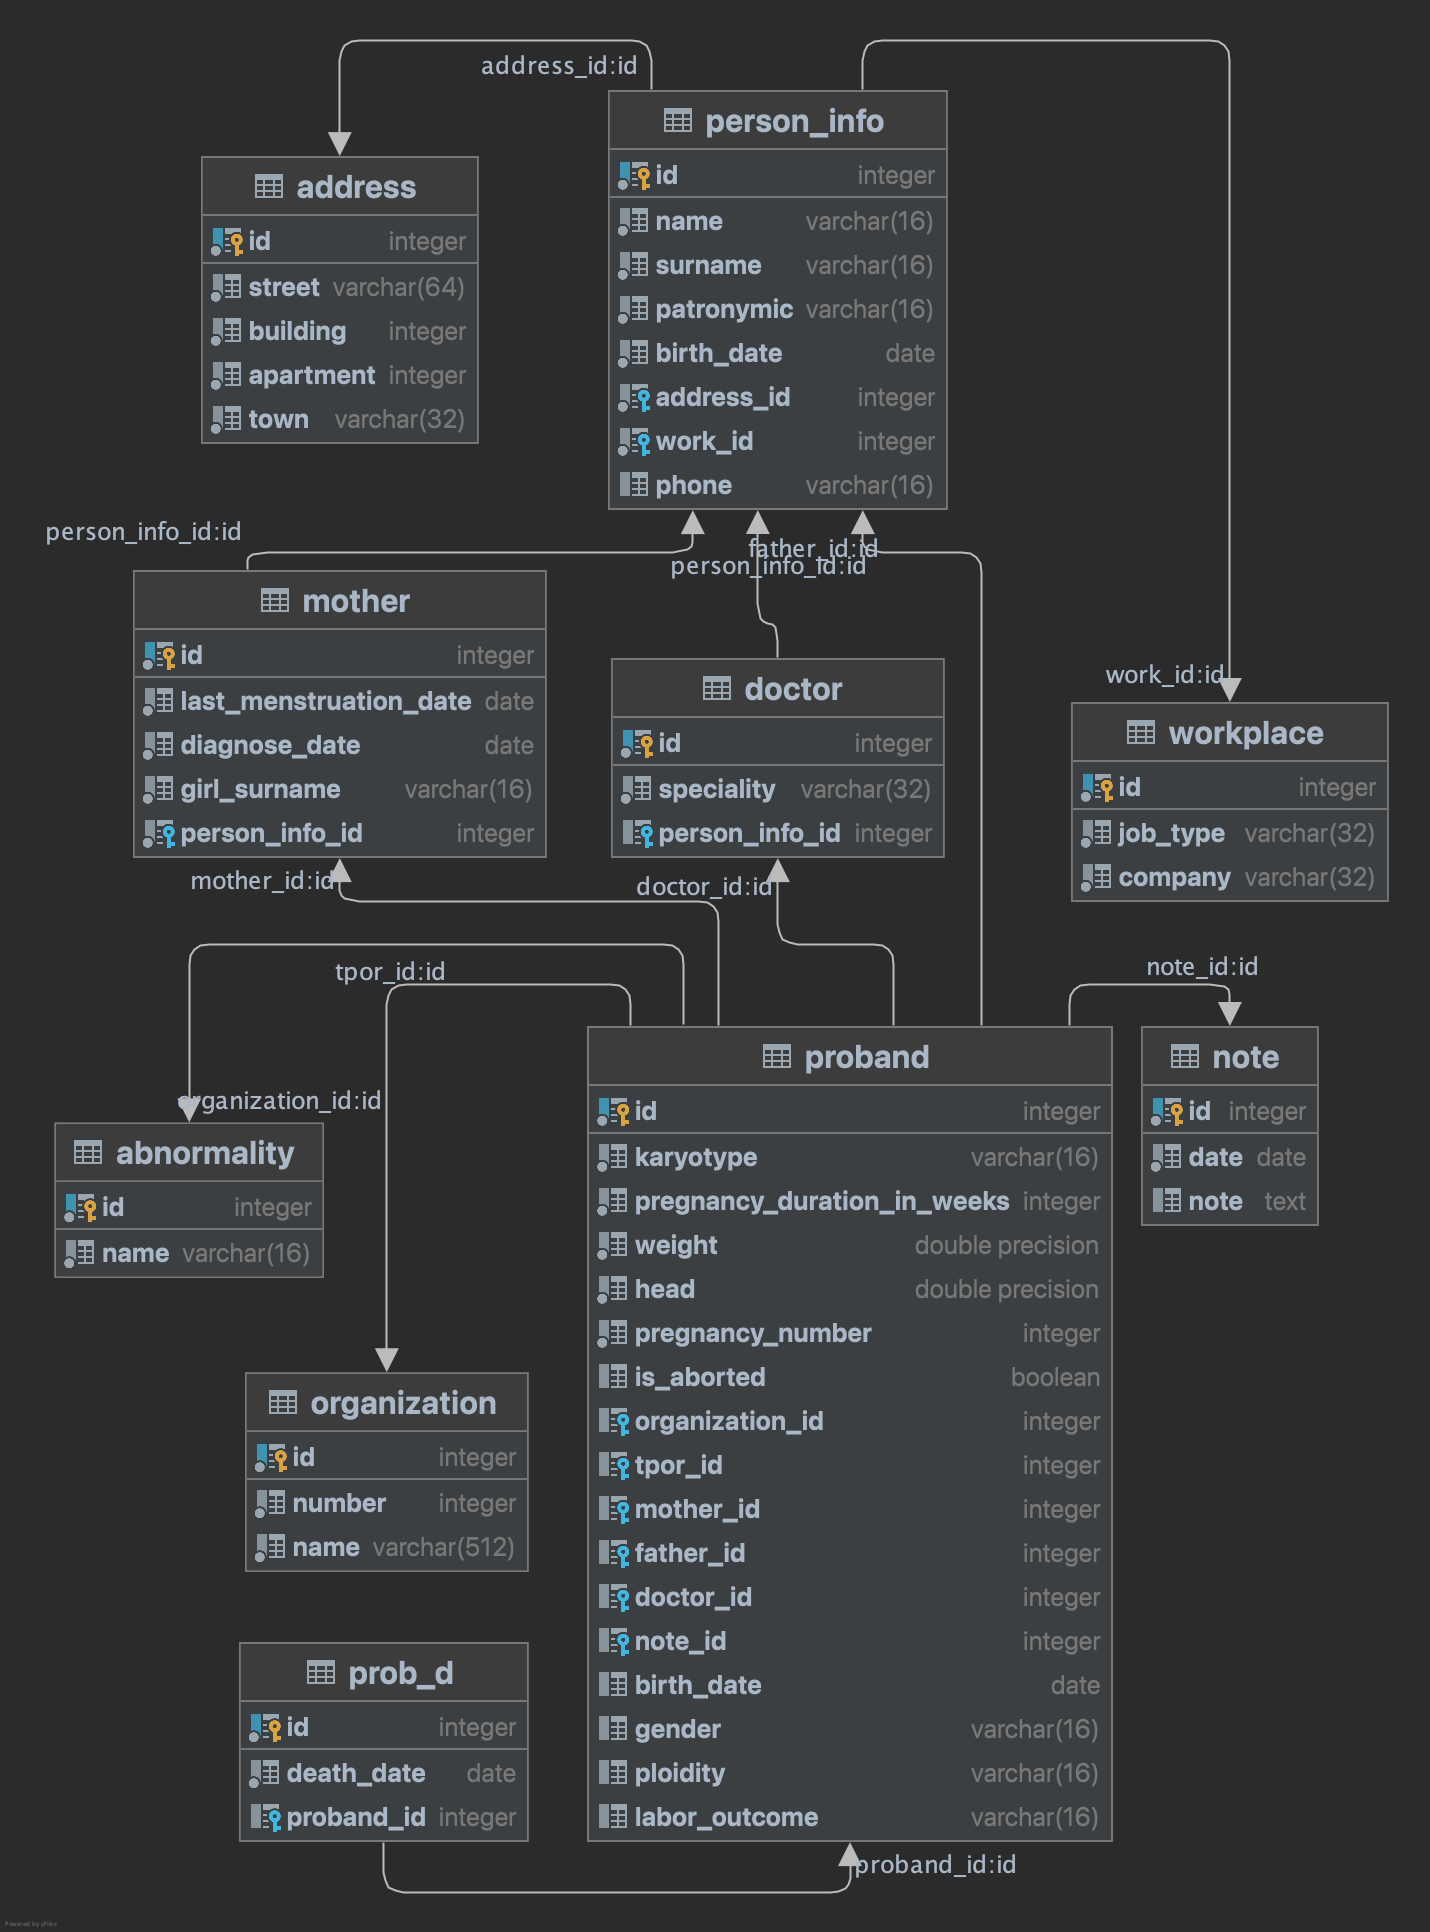 address_id:id
person_info
id integer
name varchar(16)
surname varchar(16)
patronymic varchar(16)
birth_date date
address_id integer
work_id integer
phone varchar(16)
address
id integer
street varchar(64)
building integer
apartment integer
town varchar(32)
person_info_id:id
father_id:id
person_info_id:id
mother
id integer
last_menstruation_date date
diagnose_date date
girl_surname varchar(16)
person_info_id integer
doctor
id integer
speciality varchar(32)
person_info_id integer
work_id:id
workplace
id integer
job_type varchar(32)
company varchar(32)
mother_id:id
doctor_id:id
tpor_id:id
note_id:id
organization_id:id
abnormality
id integer
name varchar(16)
proband
id integer
karyotype varchar(16)
pregnancy_duration_in_weeks integer
weight double precision
head double precision
pregnancy_number integer
is_aborted boolean
organization_id integer
tpor_id integer
mother_id integer
father_id integer
doctor_id integer
note_id integer
birth_date date
gender varchar(16)
ploidity varchar(16)
labor_outcome varchar(16)
note
id integer
date date
note text
organization
id integer
number integer
name varchar(512)
prob_d
id integer
death_date date
proband_id integer
proband_id:id
Powered by yFiles